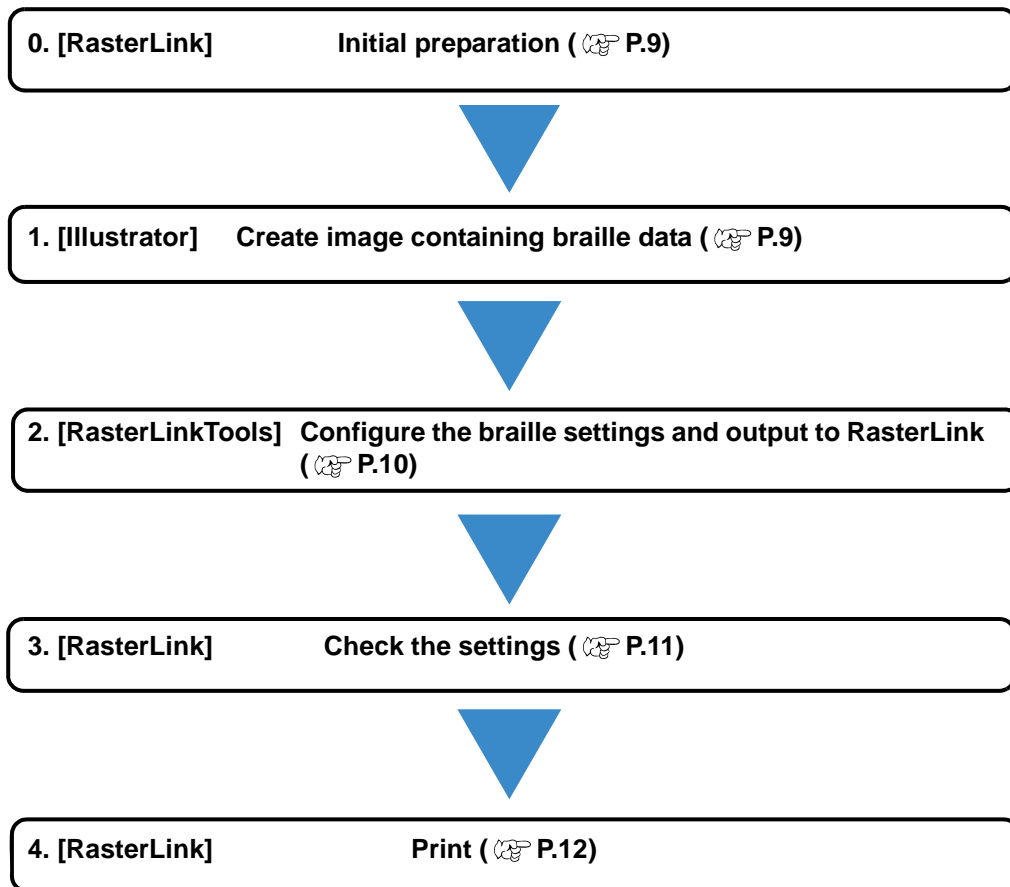 0. [RasterLink] Initial preparation ( P.9)
1. [Illustrator] Create image containing braille data ( P.9)
2. [RasterLinkTools] Configure the braille settings and output to RasterLink
( P.10)
3. [RasterLink] Check the settings ( P.11)
4. [RasterLink] Print ( P.12)